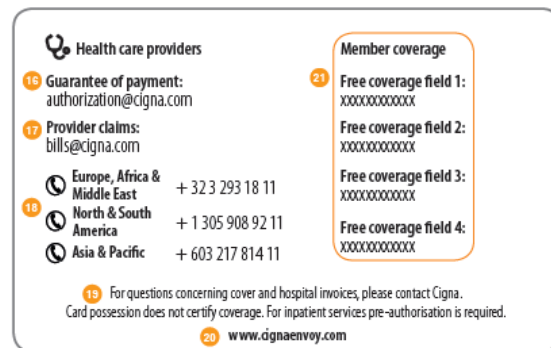 Health care providers
16 Guarantee of payment:
authorization@cigna.com
17 Provider claims:
bills@cigna.com
18
Europe, Africa &
Middle East
+ 32 3 293 18 11
North & South
America
+ 1 305 908 92 11
Asia & Pacific
+ 603 217 814 11
Member coverage
21 Free coverage field 1:
XXXXXXXXXXXX
Free coverage field 2:
XXXXXXXXXXXX
Free coverage field 3:
XXXXXXXXXXXX
Free coverage field 4:
XXXXXXXXXXXX
19 For questions concerning cover and hospital invoices, please contact Cigna.
Card possession does not certify coverage. For inpatient services pre-authorisation is required.
20 www.cignaenvoy.com